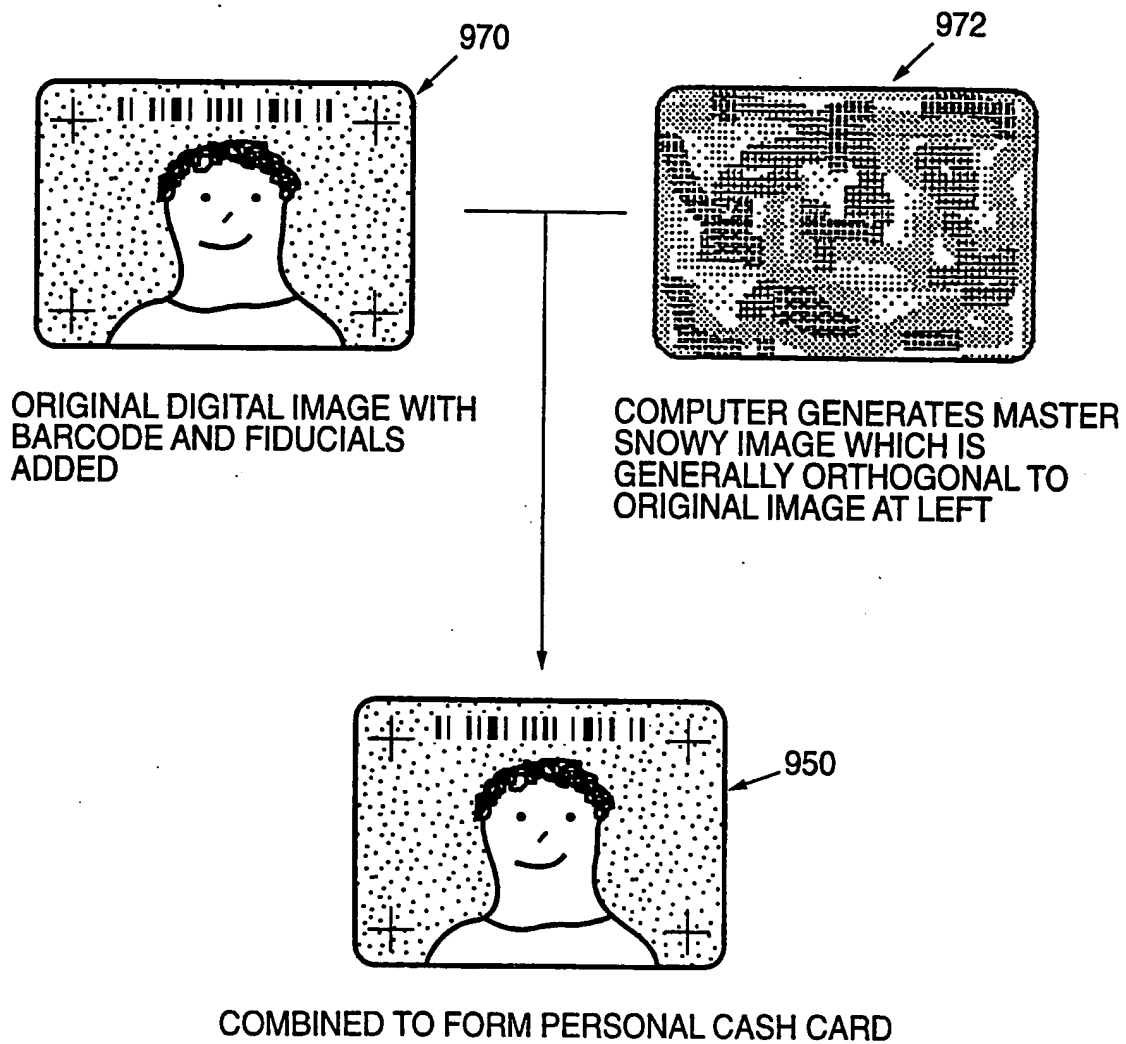 970
972
ORIGINAL DIGITAL IMAGE WITH
BARCODE AND FIDUCIALS
ADDED
COMPUTER GENERATES MASTER
SNOWY IMAGE WHICH IS
GENERALLY ORTHOGONAL TO
ORIGINAL IMAGE AT LEFT
950
COMBINED TO FORM PERSONAL CASH CARD